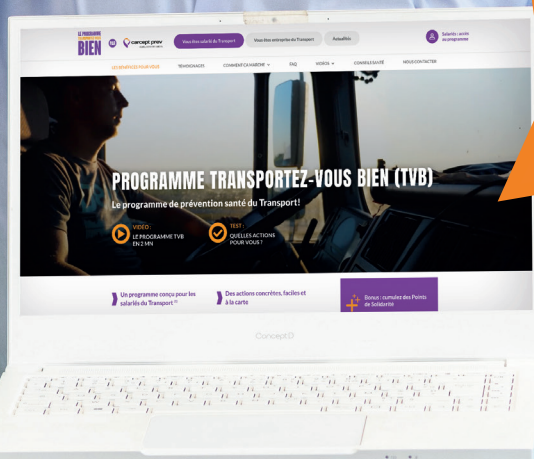 LE PROGRAMME
BIEN
carcept prev
Vous êtes salarié du Transport
Vous êtes entreprise du Transport
Actualités
Salariés : accès
au programme
LES BÉNÉFICES POUR VOUS
TÉMOIGNAGES
COMMENT ÇA MARCHE
FAQ
VIDÉOS
CONSEILS SANTÉ
NOUS CONTACTER
PROGRAMME TRANSPORTEZ-VOUS BIEN (TVB)
Le programme de prévention santé du Transport!
VIDÉO :
LE PROGRAMME TVB
EN 2 MN
TEST :
QUELLES ACTIONS
POUR VOUS ?
Un programme conçu pour les
salariés du Transport
Des actions concrètes, faciles et
à la carte
Bonus : cumulez des Points
de Solidarité
ConceptD